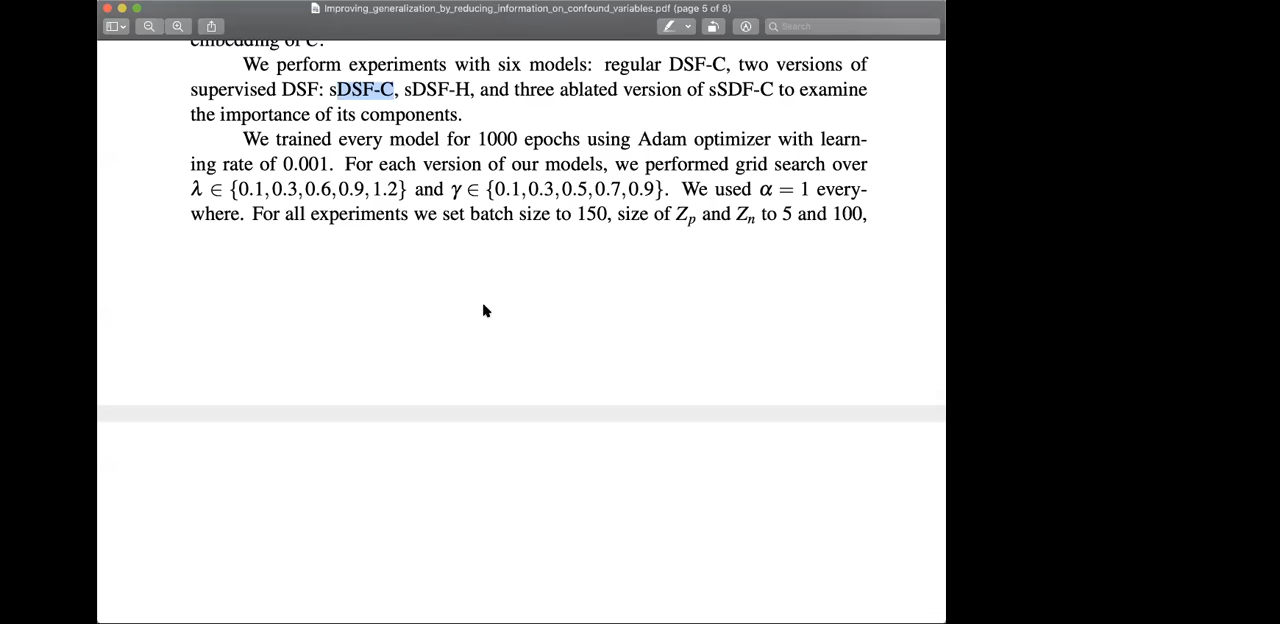 Improving_generalization_by_reducing_information_on_confound_variables.pdf (page 5 of 8)
Search
embedding of C.
We perform experiments with six models: regular DSF-C, two versions of
supervised DSF: sDSF-C, sDSF-H, and three ablated version of sSDF-C to examine
the importance of its components.
We trained every model for 1000 epochs using Adam optimizer with learn-
ing rate of 0.001. For each version of our models, we performed grid search over
λ ∈ {0.1,0.3,0.6,0.9,1.2} and γ ∈ {0.1,0.3,0.5,0.7,0.9}. We used α = 1 every-
where. For all experiments we set batch size to 150, size of Zₚ and Zₙ to 5 and 100,